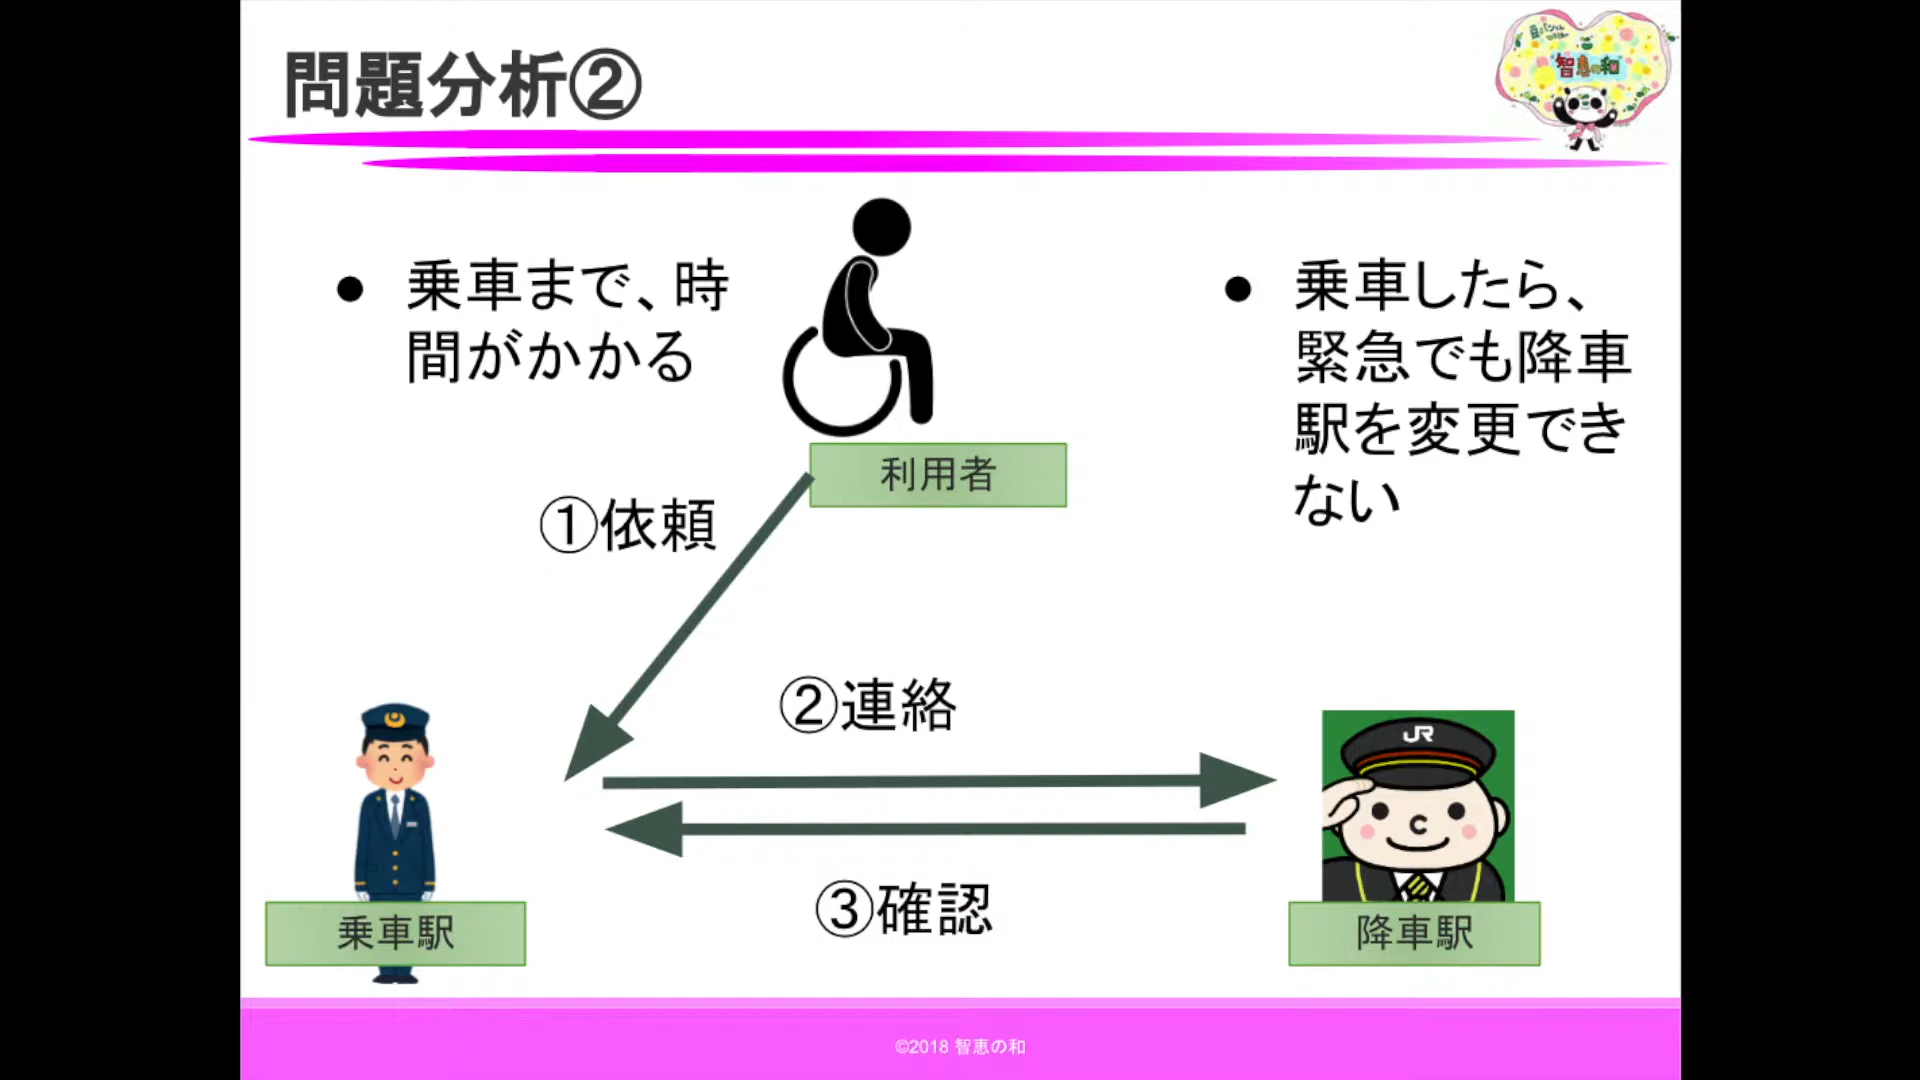 問題分析②
智恵の和
乗車まで、時
間がかかる
乗車したら、
緊急でも降車
駅を変更でき
ない
利用者
①依頼
②連絡
JR
C
③確認
乗車駅
降車駅
©2018 智恵の和